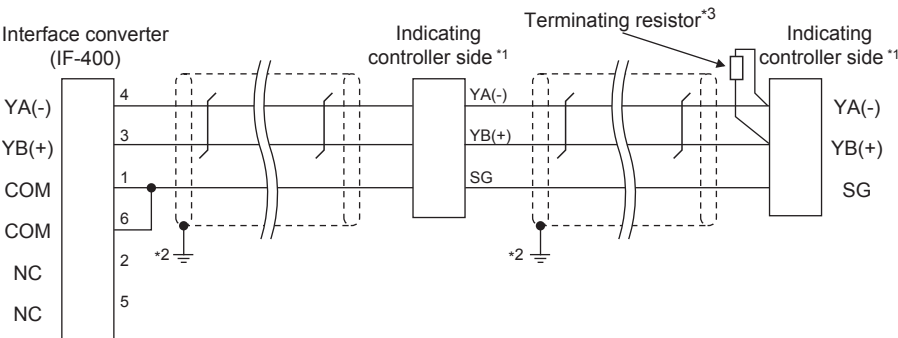 Interface converter
(IF-400)
Indicating
controller side *1
Terminating resistor*3
Indicating
controller side *1
YA(-)
4
YA(-)
YA(-)
YB(+)
3
YB(+)
YB(+)
COM
1
SG
SG
COM
6
*2
*2
NC
2
NC
5